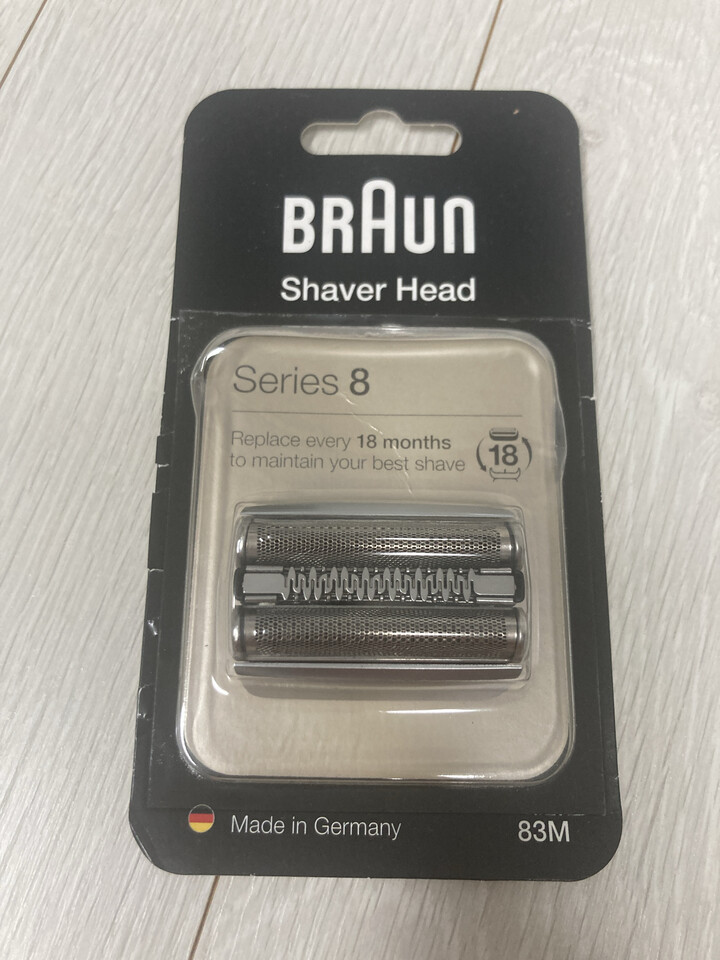 BRAUN
Shaver Head
Series 8
Replace every 18 months
to maintain your best shave
18
Made in Germany
83M